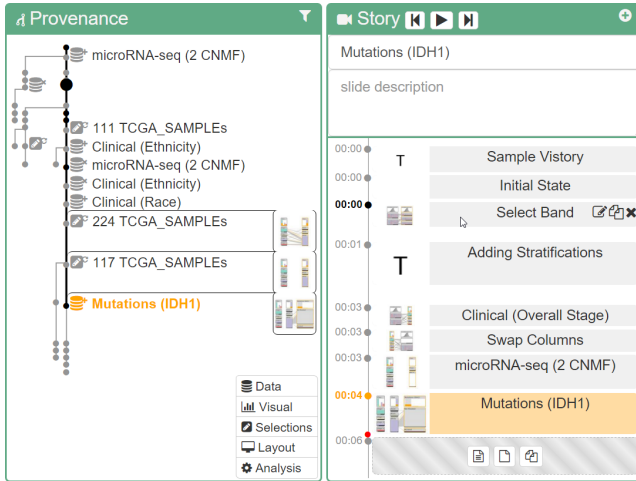 Provenance
microRNA-seq (2 CNMF)
111 TCGA_SAMPLEs
Clinical (Ethnicity)
microRNA-seq (2 CNMF)
Clinical (Ethnicity)
Clinical (Race)
224 TCGA_SAMPLEs
117 TCGA_SAMPLEs
Mutations (IDH1)
Data
Visual
Selections
Layout
Analysis
Story
Mutations (IDH1)
slide description
00:00 T Sample Vistory
00:00 Initial State
00:00 Select Band
00:01 T Adding Stratifications
00:03 Clinical (Overall Stage)
00:03 Swap Columns
00:03 microRNA-seq (2 CNMF)
00:04 Mutations (IDH1)
00:06